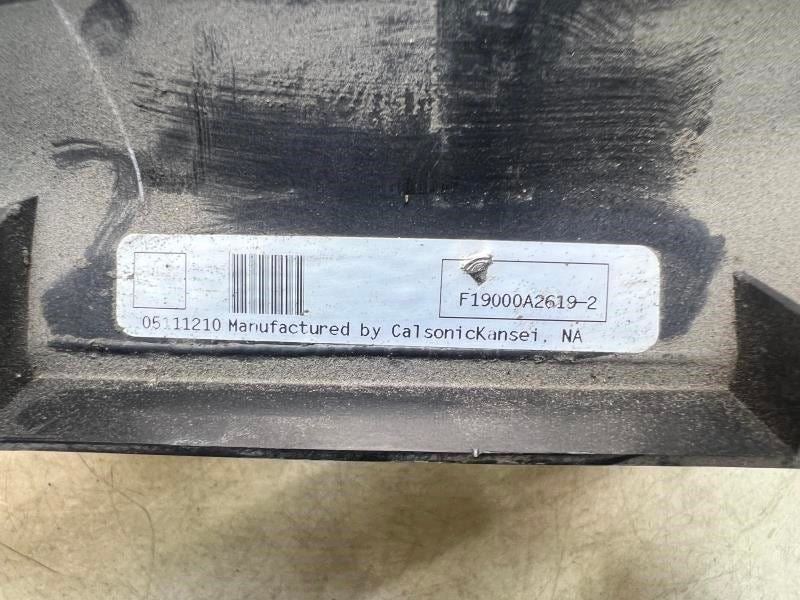 F19000A2619-2
05111210 Manufactured by CalsonicKansei, NA